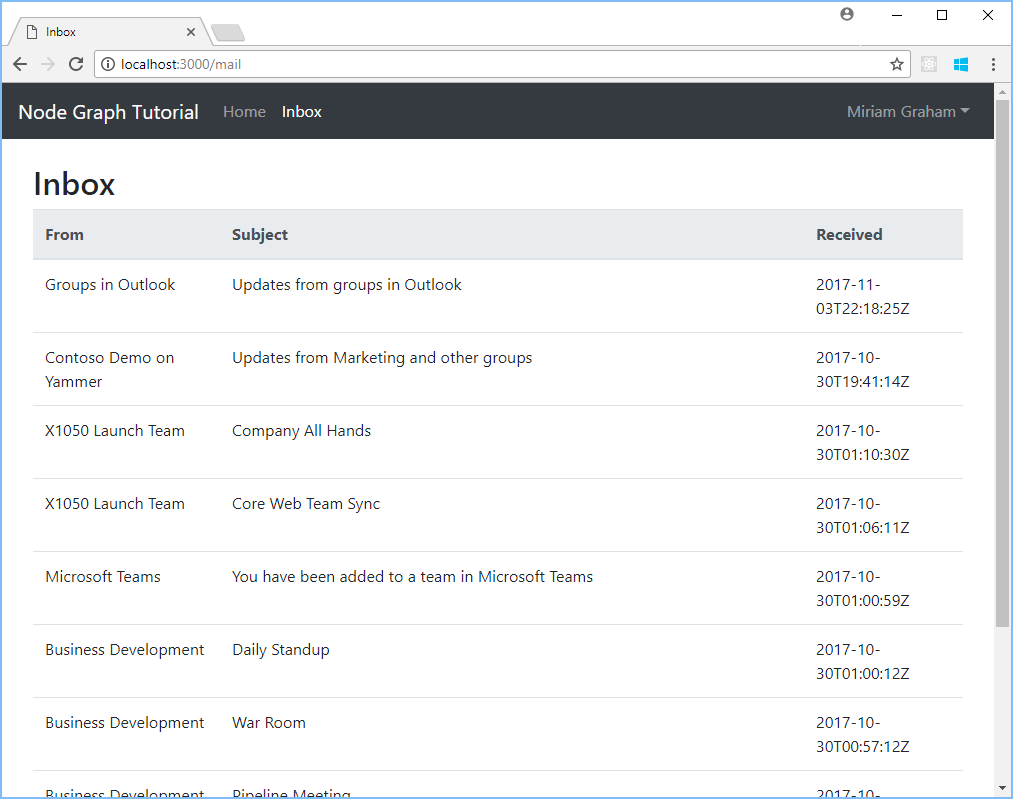 Inbox
localhost:3000/mail
Node Graph Tutorial Home Inbox Miriam Graham
Inbox
From Subject Received
Groups in Outlook Updates from groups in Outlook 2017-11-
03T22:18:25Z
Contoso Demo on Updates from Marketing and other groups 2017-10-
Yammer 30T19:41:14Z
X1050 Launch Team Company All Hands 2017-10-
30T01:10:30Z
X1050 Launch Team Core Web Team Sync 2017-10-
30T01:06:11Z
Microsoft Teams You have been added to a team in Microsoft Teams 2017-10-
30T01:00:59Z
Business Development Daily Standup 2017-10-
30T01:00:12Z
Business Development War Room 2017-10-
30T00:57:12Z
Business Development Pipeline Meeting 2017-10-